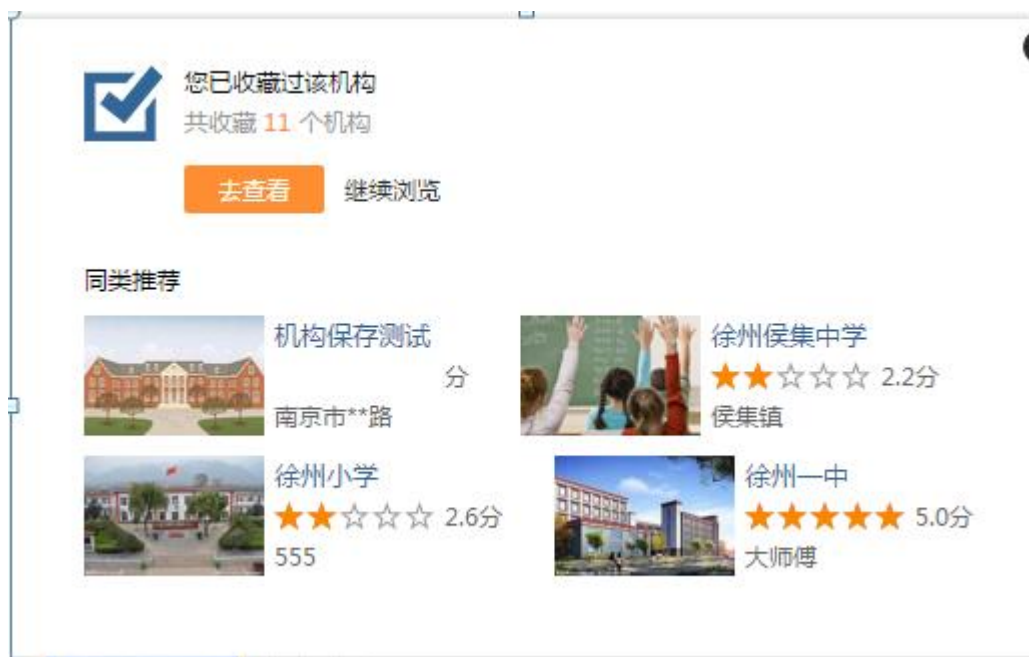 您已收藏过该机构
共收藏 11 个机构
去查看 继续浏览
同类推荐
机构保存测试
分
南京市**路
徐州侯集中学
2.2分
侯集镇
徐州小学
2.6分
555
徐州一中
5.0分
大师傅